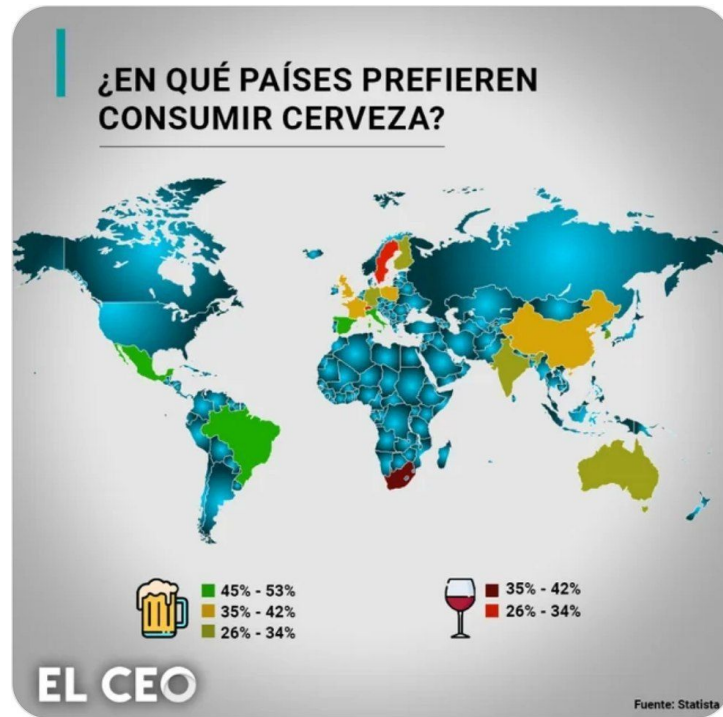 ¿EN QUÉ PAÍSES PREFIEREN
CONSUMIR CERVEZA?
45% - 53%
35% - 42%
26% - 34%
35% - 42%
26% - 34%
EL CEO
Fuente: Statista